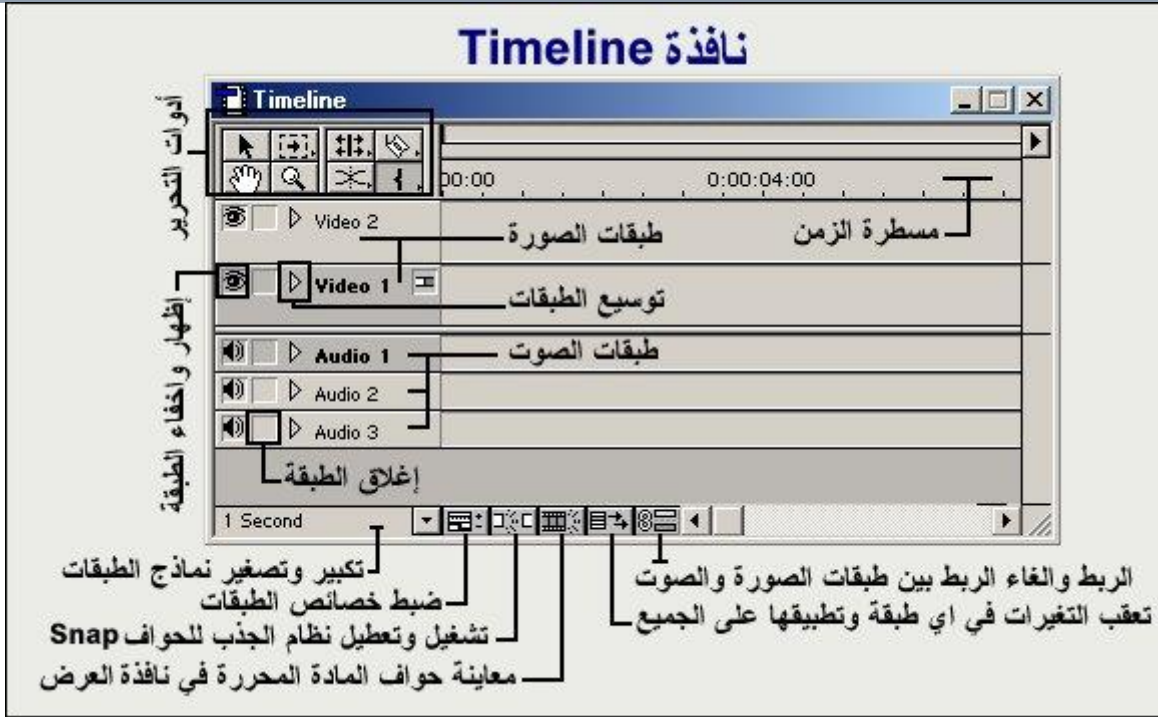 نافذة Timeline
Timeline
أدوات التحرير
00:00
0:00:04:00
مسطرة الزمن
Video 2
طبقات الصورة
إظهار واخفاء الطبقة
Video 1
توسيع الطبقات
Audio 1
طبقات الصوت
Audio 2
Audio 3
إغلاق الطبقة
1 Second
تكبير وتصغير نماذج الطبقات
ضبط خصائص الطبقات
تشغيل وتعطيل نظام الجذب للحواف Snap
معاينة حواف المادة المحررة في نافذة العرض
الربط والغاء الربط بين طبقات الصورة والصوت
تعقب التغيرات في اي طبقة وتطبيقها على الجميع